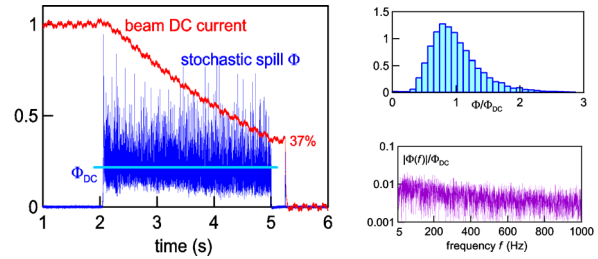 beam DC current
stochastic spill Φ
37%
Φ_DC
1
0.5
0
1 2 3 4 5 6
time (s)
1.5
1
0.5
0
0 1 2 3
Φ/Φ_DC
|Φ(f)|/Φ_DC
0.1
0.01
0.001
5 200 400 600 800 1000
frequency f (Hz)